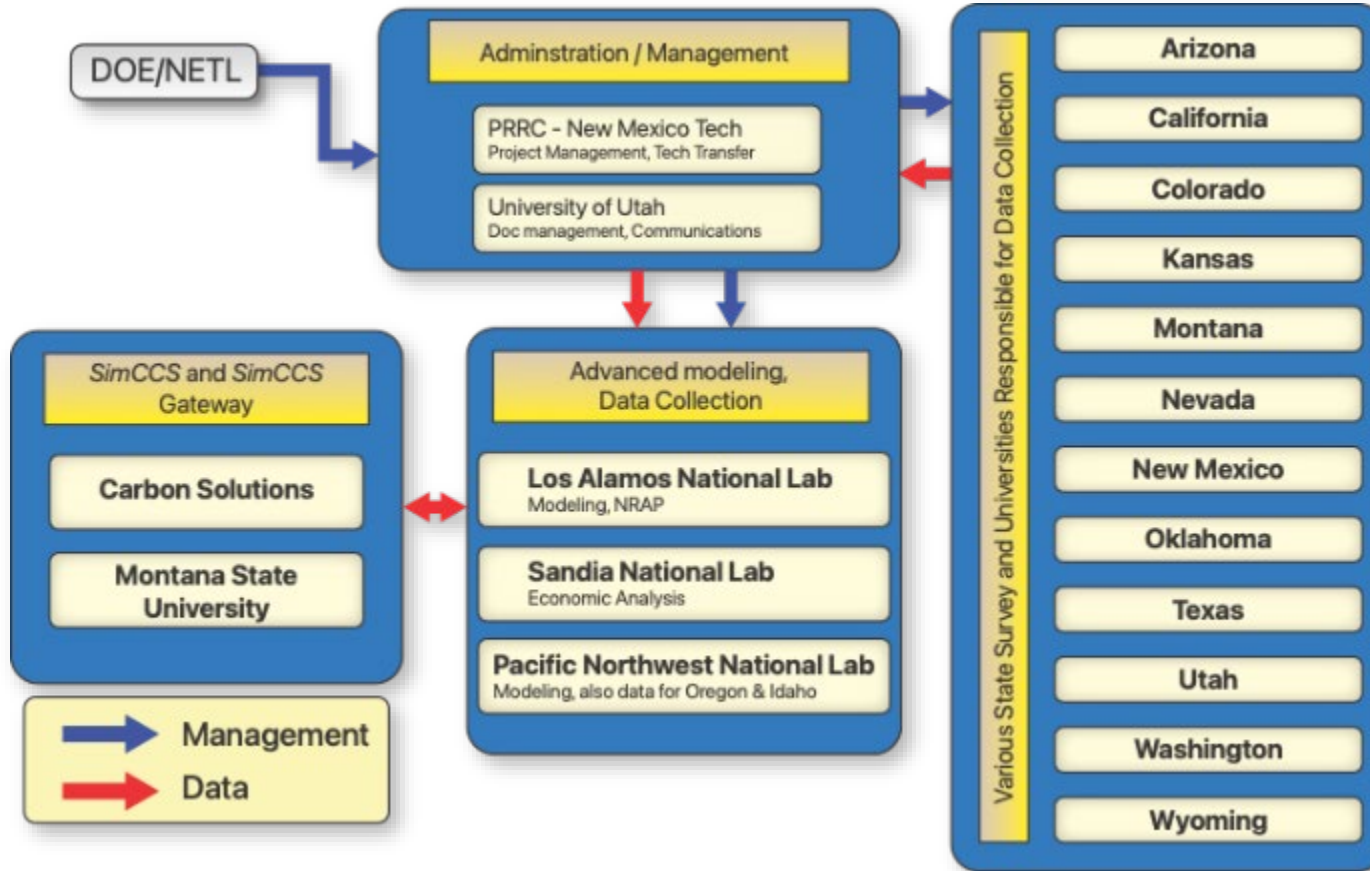 DOE/NETL
Adminstration / Management
PRRC - New Mexico Tech
Project Management, Tech Transfer
University of Utah
Doc management, Communications
SimCCS and SimCCS
Gateway
Carbon Solutions
Montana State
University
Advanced modeling,
Data Collection
Los Alamos National Lab
Modeling, NRAP
Sandia National Lab
Economic Analysis
Pacific Northwest National Lab
Modeling, also data for Oregon & Idaho
Management
Data
Various State Survey and Universities Responsible for Data Collection
Arizona
California
Colorado
Kansas
Montana
Nevada
New Mexico
Oklahoma
Texas
Utah
Washington
Wyoming